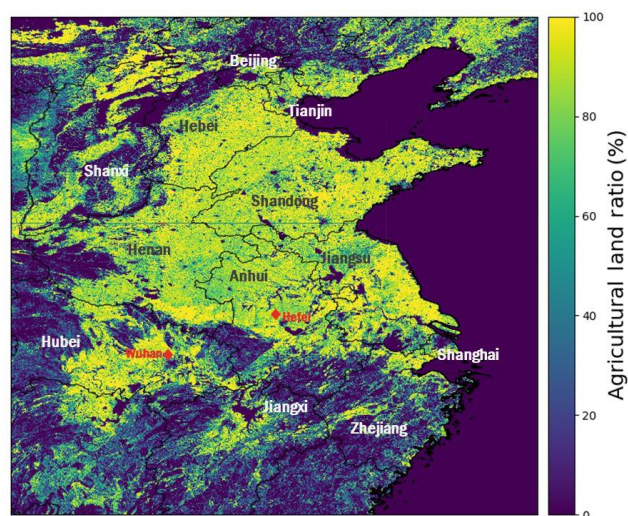 Beijing
Tianjin
Hebei
Shanxi
Shandong
Henan
Jiangsu
Anhui
Hefei
Hubei
Wuhan
Shanghai
Jiangxi
Zhejiang
100
80
60
40
20
0
Agricultural land ratio (%)